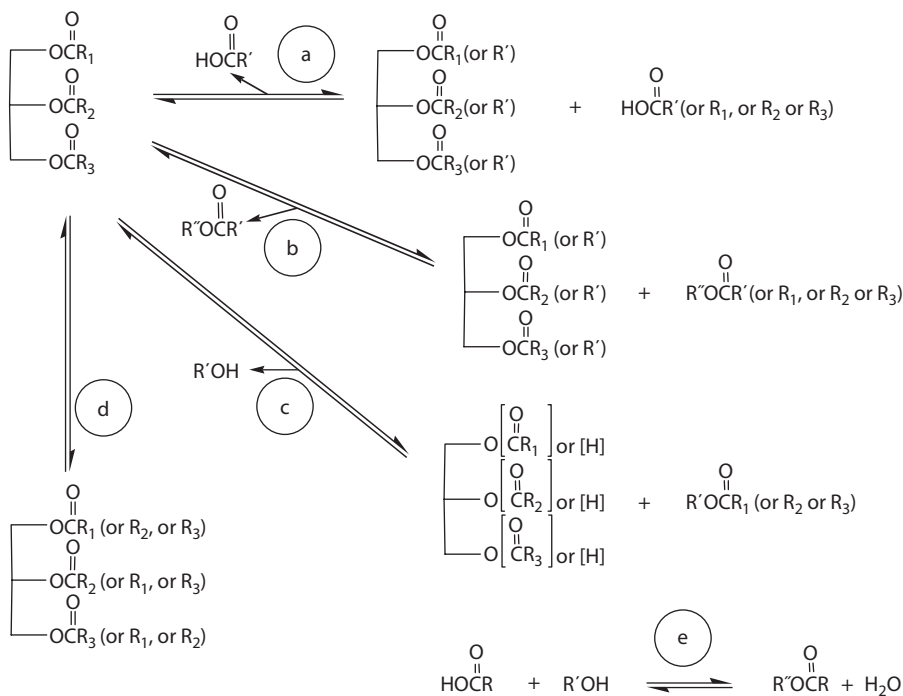 O
OCR₁
O
OCR₂
O
OCR₃
O
HOCR′
a
O
OCR₁(or R′)
O
OCR₂(or R′)
O
OCR₃(or R′)
+
O
HOCR′(or R₁, or R₂ or R₃)
O
R″OCR′
b
O
OCR₁ (or R′)
O
OCR₂ (or R′)
O
OCR₃ (or R′)
+
O
R″OCR′(or R₁, or R₂ or R₃)
R′OH
c
d
O
O[CR₁] or [H]
O
O[CR₂] or [H]
O
O[CR₃] or [H]
+
O
R′OCR₁ (or R₂ or R₃)
O
OCR₁ (or R₂, or R₃)
O
OCR₂ (or R₁, or R₃)
O
OCR₃ (or R₁, or R₂)
e
O
HOCR + R′OH
O
R″OCR + H₂O